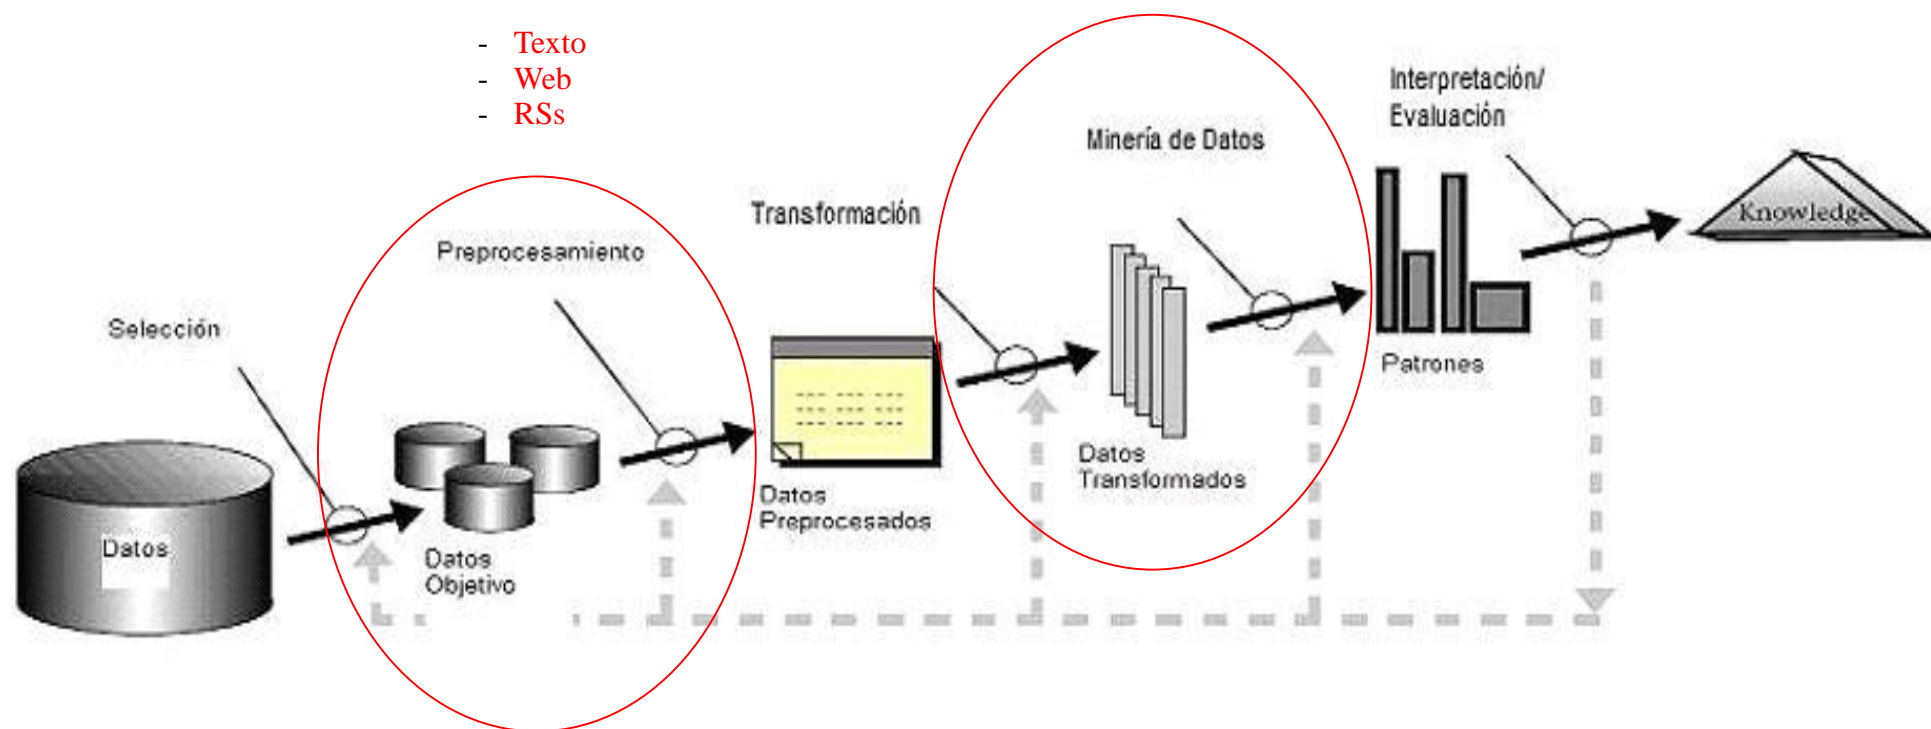 - Texto
- Web
- RSs
Selección
Preprocesamiento
Transformación
Minería de Datos
Interpretación/
Evaluación
Datos
Datos
Objetivo
Datos
Preprocesados
Datos
Transformados
Patrones
Knowledge